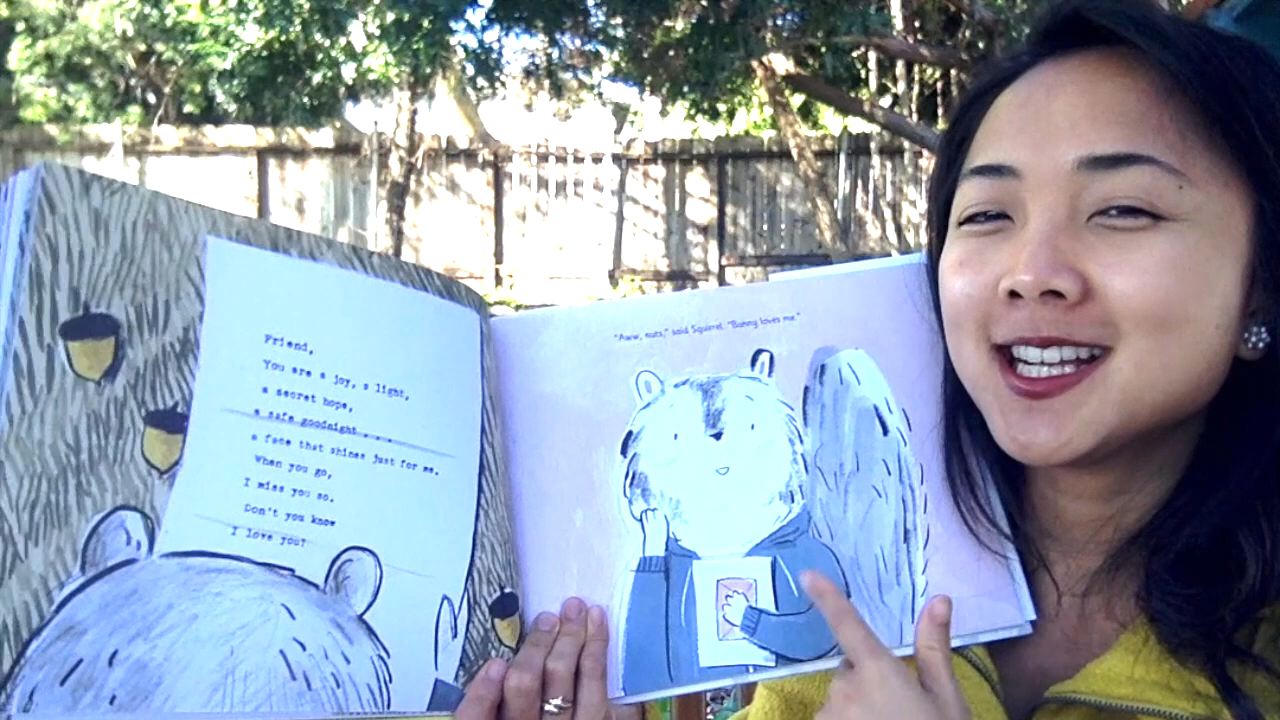 Friend,
You are a joy, a light,
a secret hope,
a safe goodnight . . .
a face that shines just for me.
When you go,
I miss you so.
Don't you know
I love you?
"Aww, nuts," said Squirrel. "Bunny loves me."